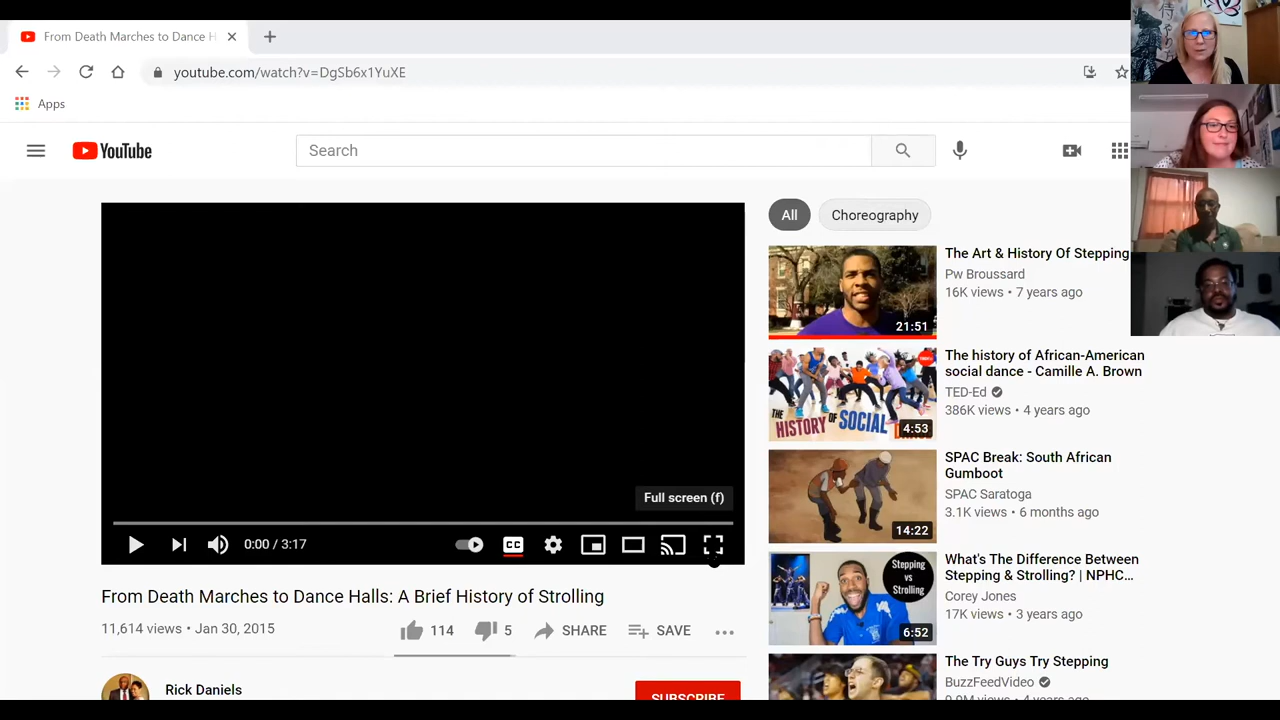 From Death Marches to Dance H
youtube.com/watch?v=DgSb6x1YuXE
Apps
YouTube
Search
All
Choreography
The Art & History Of Stepping
Pw Broussard
16K views • 7 years ago
21:51
The history of African-American
social dance - Camille A. Brown
TED-Ed
386K views • 4 years ago
THE
HISTORY OF SOCIAL
4:53
SPAC Break: South African
Gumboot
SPAC Saratoga
3.1K views • 6 months ago
14:22
Full screen (f)
0:00 / 3:17
CC
What's The Difference Between
Stepping & Strolling? | NPHC...
Corey Jones
17K views • 3 years ago
Stepping
vs
Strolling
6:52
From Death Marches to Dance Halls: A Brief History of Strolling
11,614 views • Jan 30, 2015
114
5
SHARE
SAVE
The Try Guys Try Stepping
BuzzFeedVideo
9.9M views • 4 years ago
Rick Daniels
SUBSCRIBE